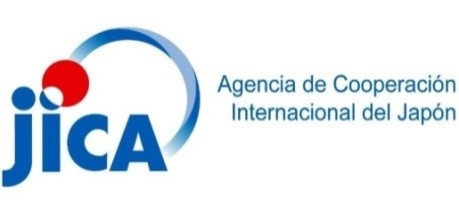 jica
Agencia de Cooperación
Internacional del Japón